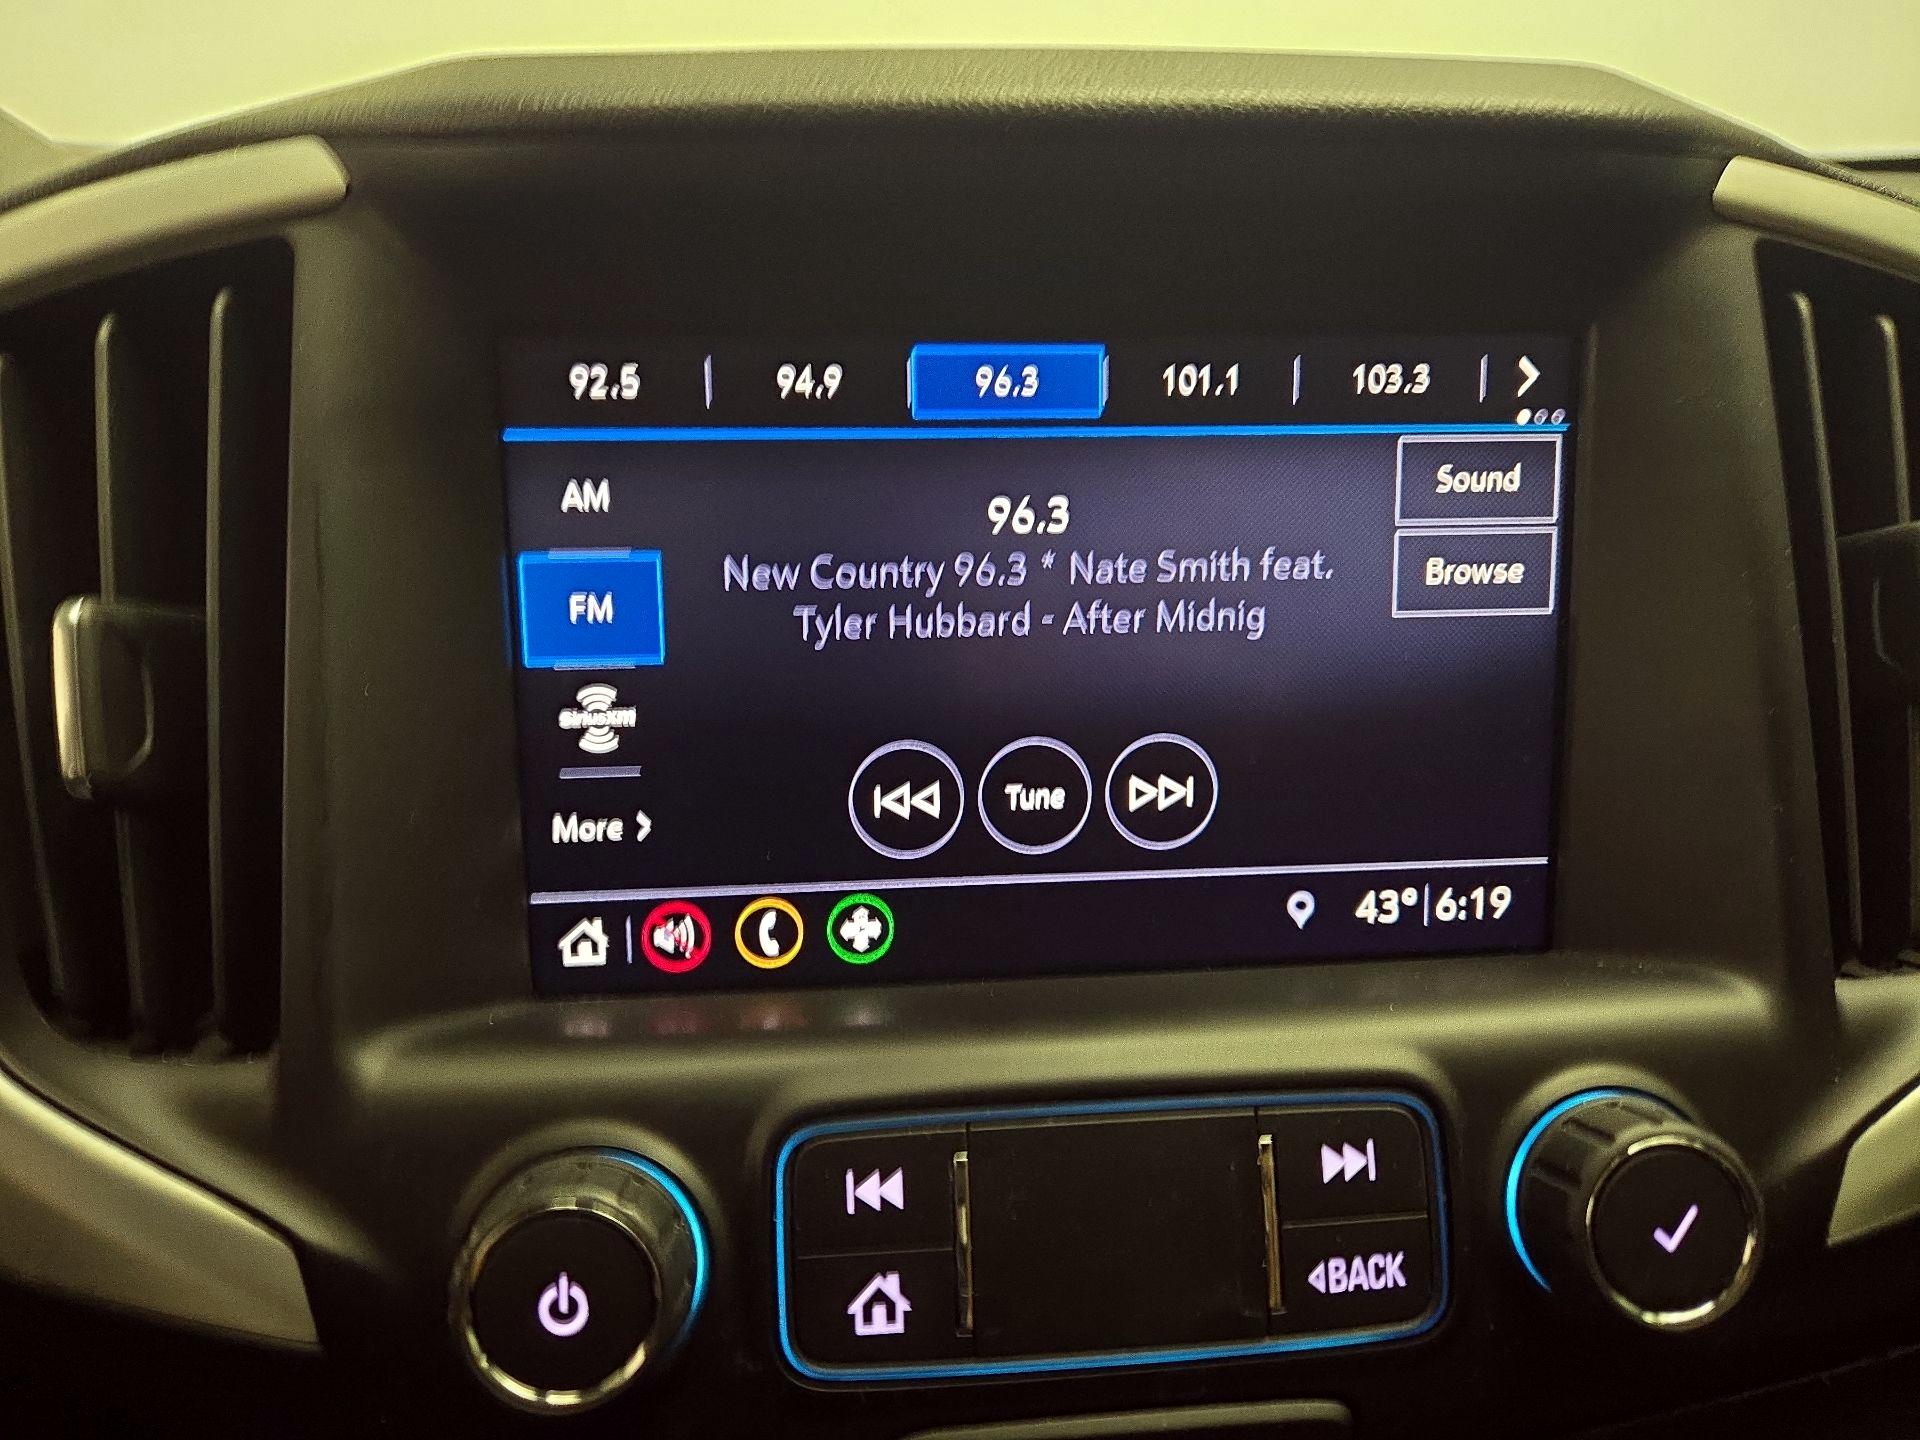 92.5 | 94.9 96.3 101.1 | 103.3 |
AM
96.3
Sound
New Country 96.3 * Nate Smith feat.
Tyler Hubbard - After Midnig
Browse
FM
SiriusXM
Tune
More >
43° | 6:19
BACK